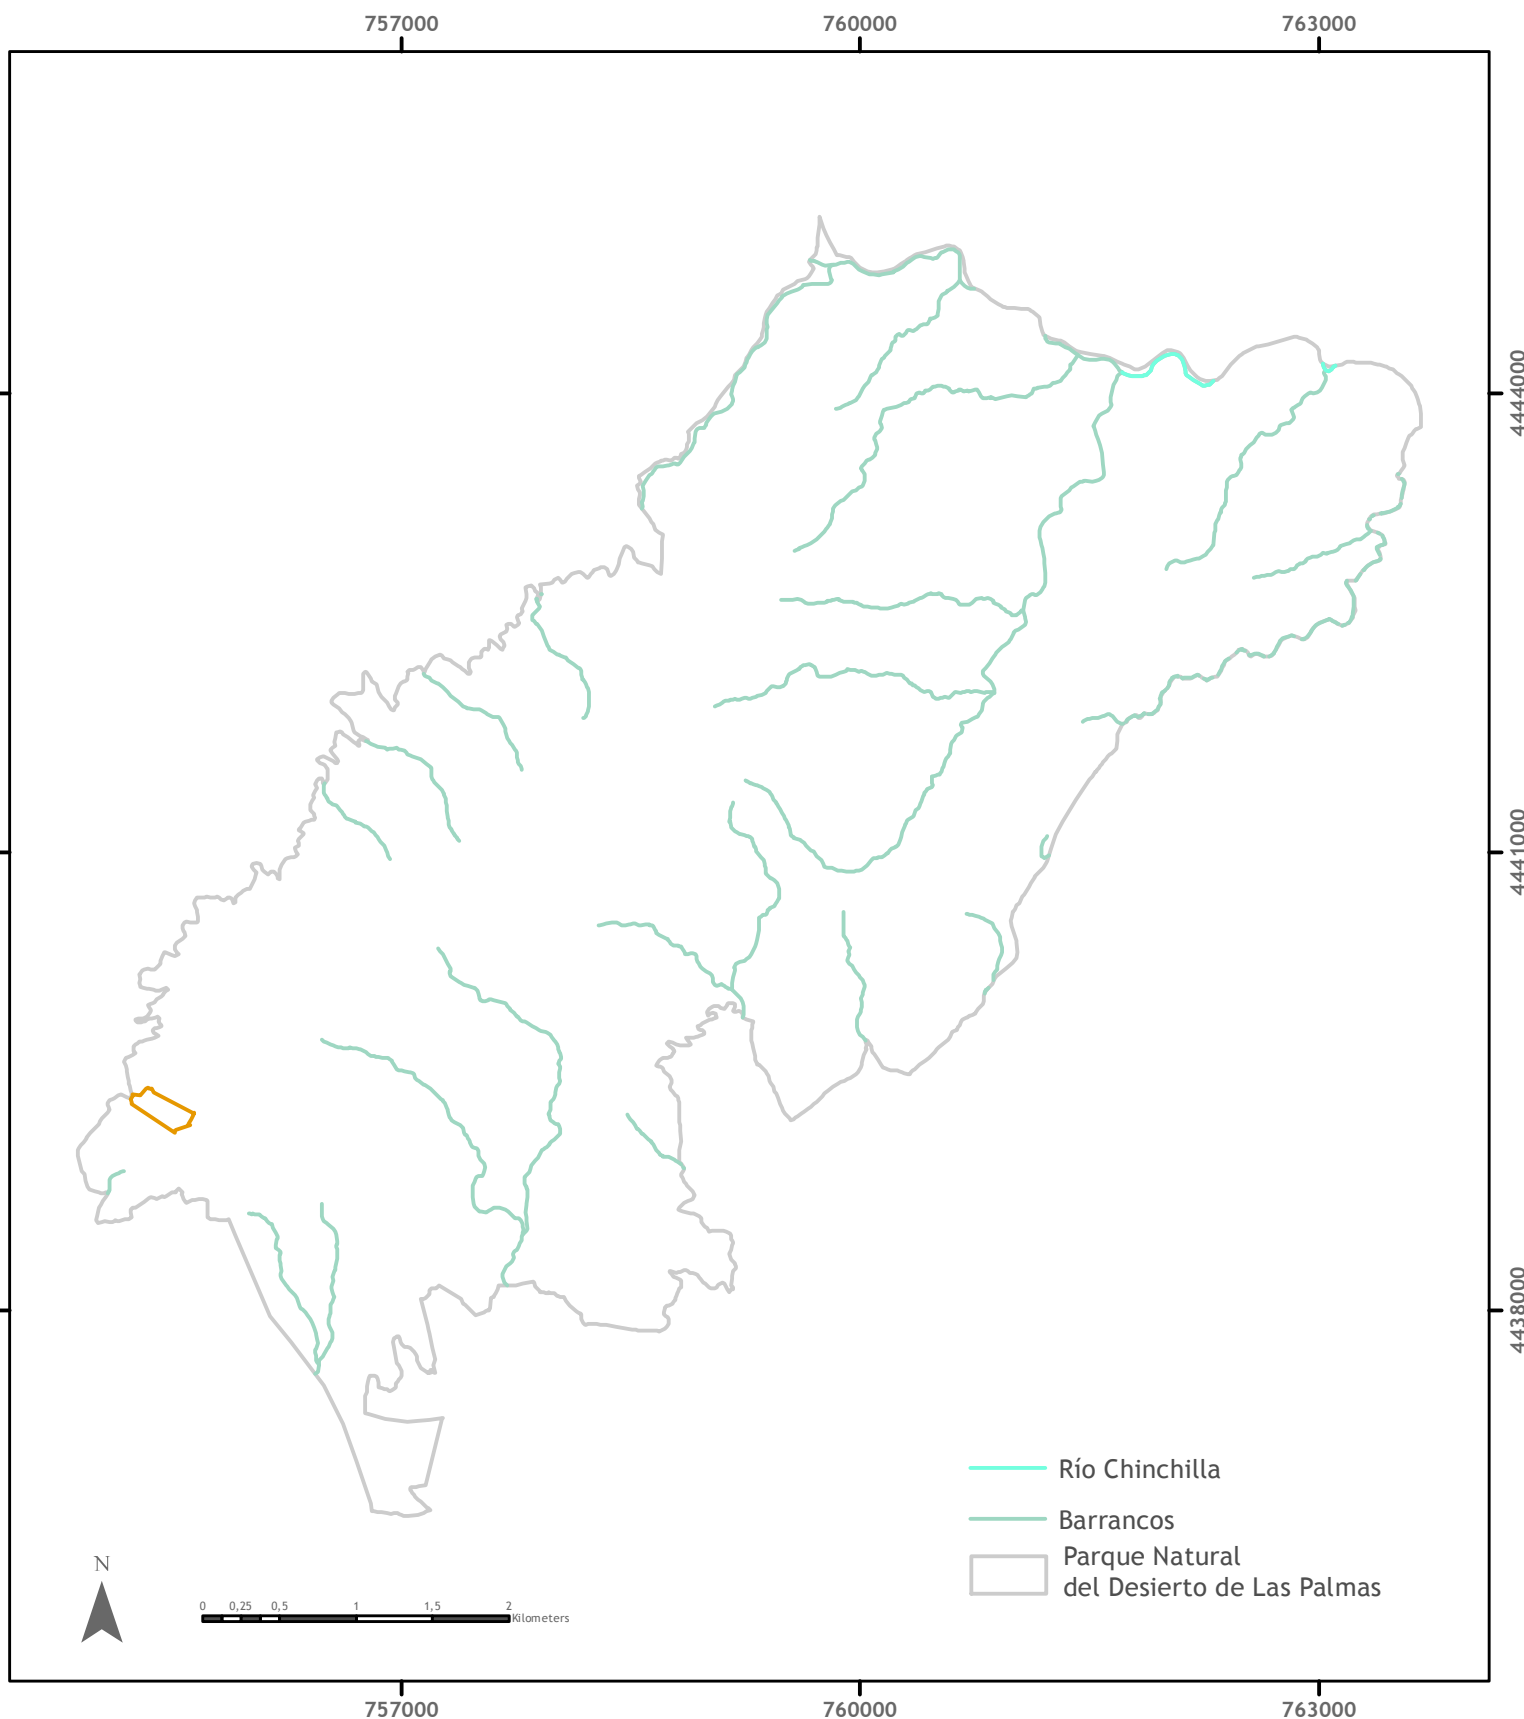 757000 760000 763000
4444000
4441000
4438000
Río Chinchilla
Barrancos
Parque Natural
del Desierto de Las Palmas
N
0 0,25 0,5 1 1,5 2
Kilometers
757000 760000 763000